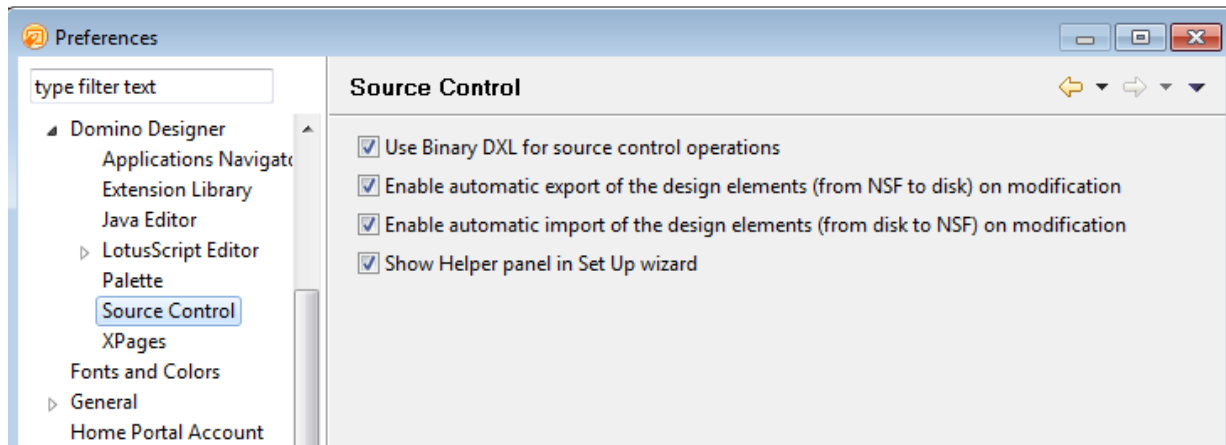 Preferences
type filter text
Source Control
Domino Designer
Applications Navigato
Extension Library
Java Editor
LotusScript Editor
Palette
Source Control
XPages
Fonts and Colors
General
Home Portal Account
Use Binary DXL for source control operations
Enable automatic export of the design elements (from NSF to disk) on modification
Enable automatic import of the design elements (from disk to NSF) on modification
Show Helper panel in Set Up wizard